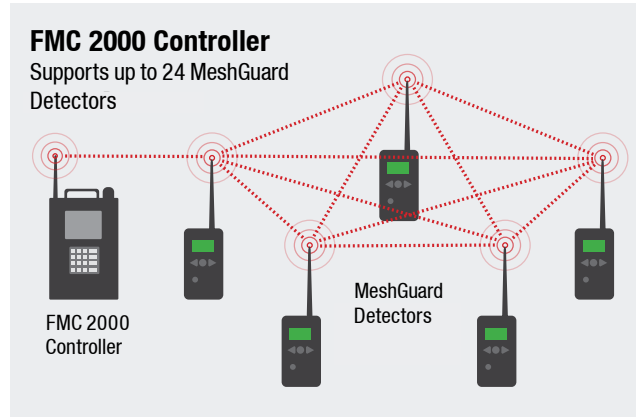 FMC 2000 Controller
Supports up to 24 MeshGuard
Detectors
MeshGuard
Detectors
FMC 2000
Controller